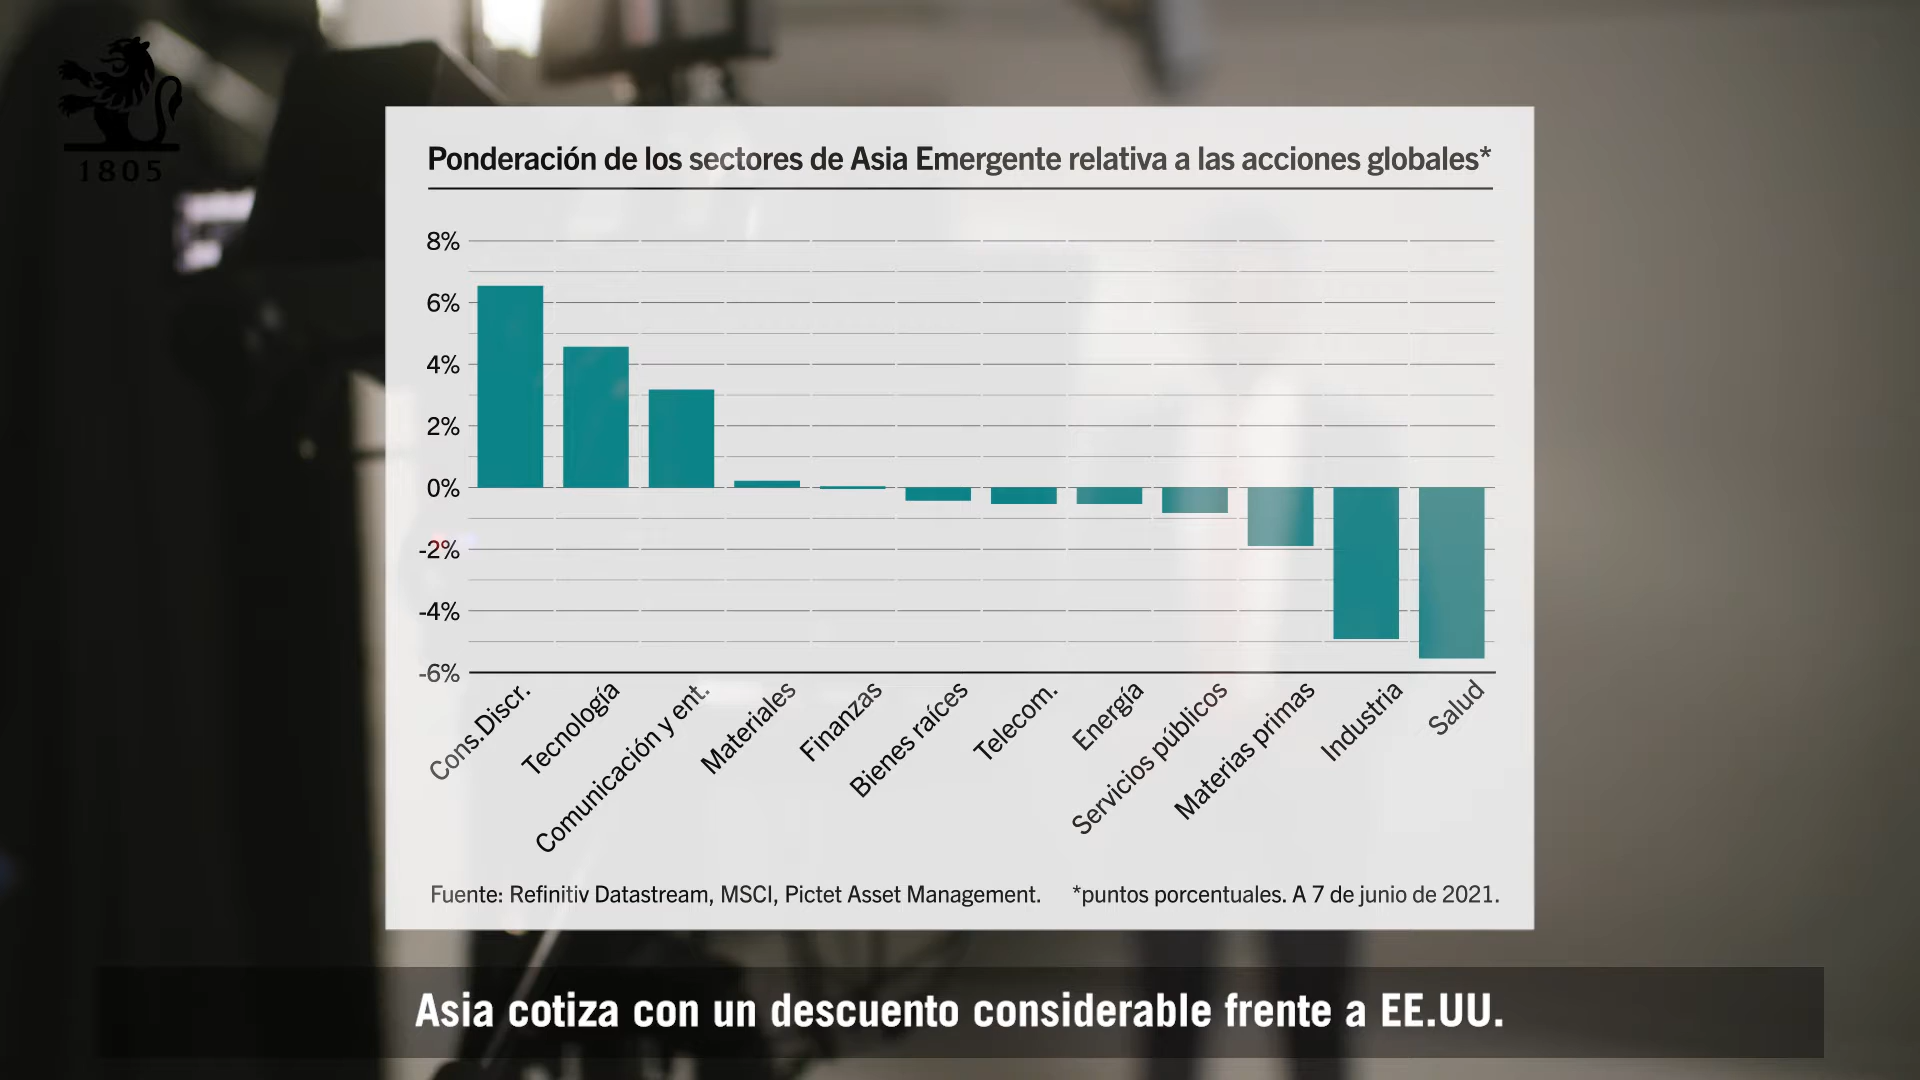 1805
Ponderación de los sectores de Asia Emergente relativa a las acciones globales*
8%
6%
4%
2%
0%
-2%
-4%
-6%
Cons.Discr.
Tecnología
Comunicación y ent.
Materiales
Finanzas
Bienes raíces
Telecom.
Energía
Servicios públicos
Materias primas
Industria
Salud
Fuente: Refinitiv Datastream, MSCI, Pictet Asset Management. *puntos porcentuales. A 7 de junio de 2021.
Asia cotiza con un descuento considerable frente a EE.UU.